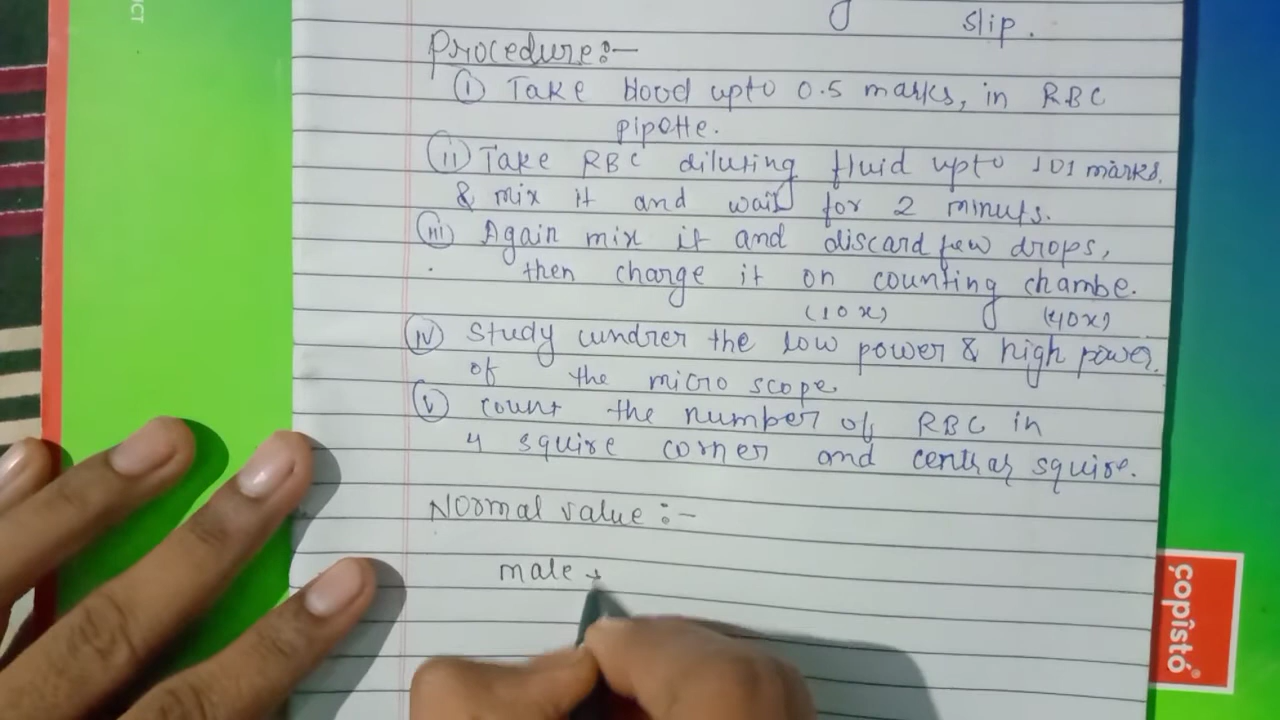 slip.
Procedure:-
(i) Take blood upto 0.5 marks, in RBC
pipette.
(ii) Take RBC diluting fluid upto 101 marks.
& mix it and wait for 2 minuts.
(iii) Again mix it and discard few drops,
then charge it on counting chambe.
(10x) (40x)
(iv) Study undrer the low power & high power.
of the micro scope.
(v) count the number of RBC in
4 squire corner and central squire.
Normal value :-
male
çopîstó